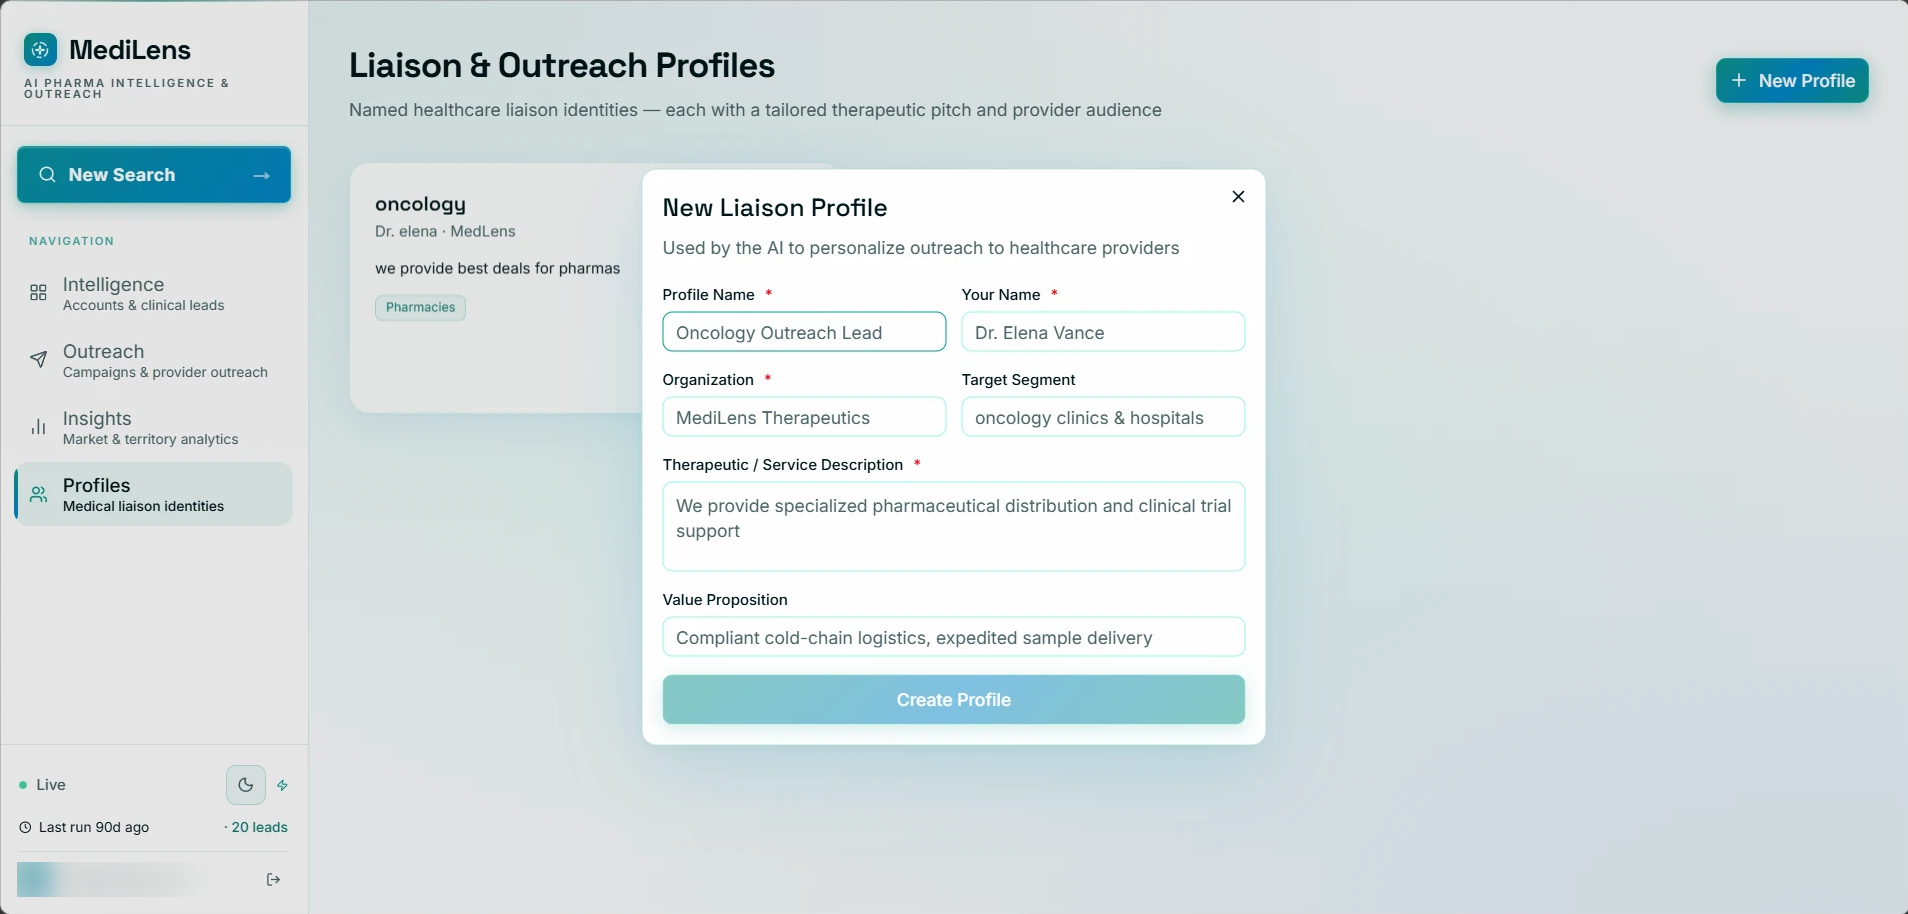 MediLens
AI PHARMA INTELLIGENCE &
OUTREACH
New Search →
NAVIGATION
Intelligence
Accounts & clinical leads
Outreach
Campaigns & provider outreach
Insights
Market & territory analytics
Profiles
Medical liaison identities
Live
Last run 90d ago · 20 leads
Liaison & Outreach Profiles
Named healthcare liaison identities — each with a tailored therapeutic pitch and provider audience
+ New Profile
oncology
Dr. elena · MedLens
we provide best deals for pharmas
Pharmacies
New Liaison Profile
Used by the AI to personalize outreach to healthcare providers
Profile Name * Your Name *
Oncology Outreach Lead Dr. Elena Vance
Organization * Target Segment
MediLens Therapeutics oncology clinics & hospitals
Therapeutic / Service Description *
We provide specialized pharmaceutical distribution and clinical trial
support
Value Proposition
Compliant cold-chain logistics, expedited sample delivery
Create Profile